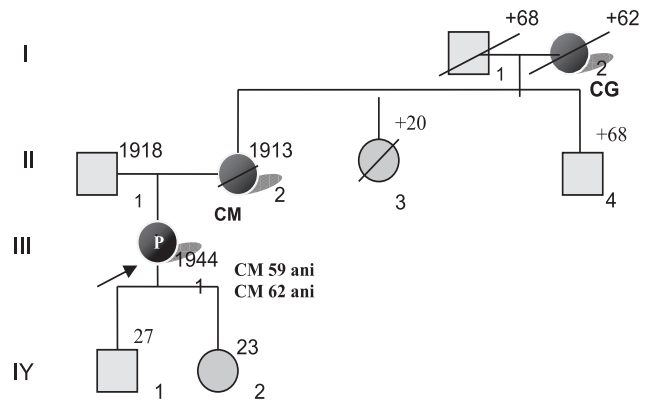 +68 +62
I
1 2
CG
+20 +68
II 1918 1913
1 2 3 4
CM
III P
1944
1
CM 59 ani
CM 62 ani
27 23
IY
1 2